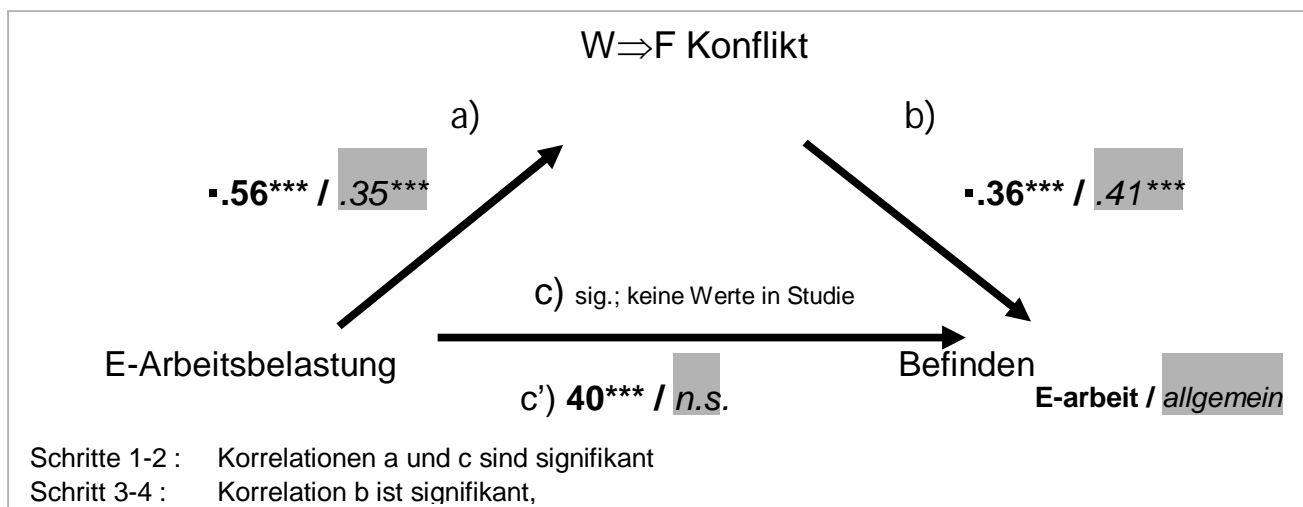 W⇒F Konflikt
a)
b)
▪.56*** / .35***
▪.36*** / .41***
c) sig.; keine Werte in Studie
E-Arbeitsbelastung
Befinden
c') 40*** / n.s.
E-arbeit / allgemein
Schritte 1-2 : Korrelationen a und c sind signifikant
Schritt 3-4 : Korrelation b ist signifikant,